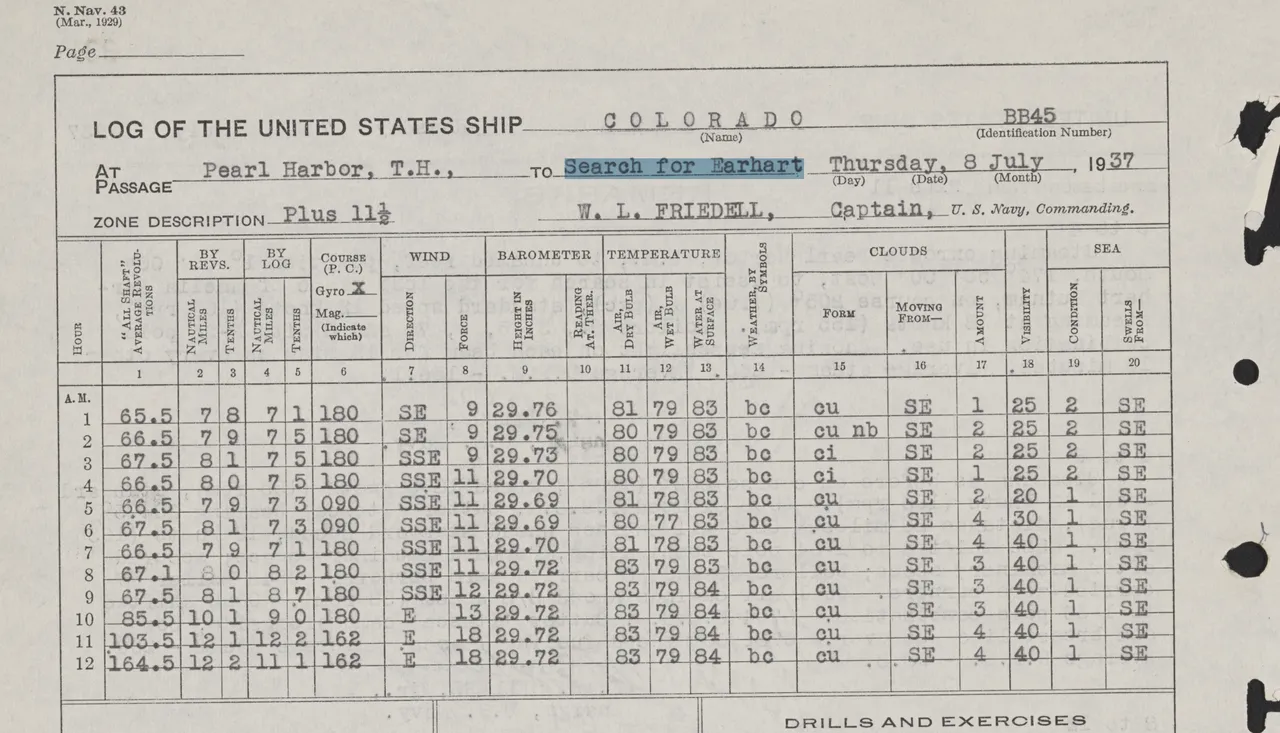 N. Nav. 43
(Mar., 1929)
Page
LOG OF THE UNITED STATES SHIP COLORADO BB45
(Name) (Identification Number)
AT PASSAGE Pearl Harbor, T.H., TO Search for Earhart Thursday, 8 July, 1937
(Day) (Date) (Month)
ZONE DESCRIPTION Plus 11½ W. L. FRIEDELL, Captain, U. S. Navy, Commanding.
HOUR "ALL SHAFT" AVERAGE REVOLUTIONS BY REVS. BY LOG COURSE (P. C.) WIND BAROMETER TEMPERATURE WEATHER, BY SYMBOLS CLOUDS VISIBILITY SEA
NAUTICAL MILES TENTHS NAUTICAL MILES TENTHS Gyro X Mag. (Indicate which) DIRECTION FORCE HEIGHT IN INCHES READING AT. THER. AIR, DRY BULB AIR, WET BULB WATER AT SURFACE FORM MOVING FROM— AMOUNT CONDITION SWELLS FROM—
1 2 3 4 5 6 7 8 9 10 11 12 13 14 15 16 17 18 19 20
A.M.
1 65.5 7 8 7 1 180 SE 9 29.76 81 79 83 bc cu SE 1 25 2 SE
2 66.5 7 9 7 5 180 SE 9 29.75 80 79 83 bc cu nb SE 2 25 2 SE
3 67.5 8 1 7 5 180 SSE 9 29.73 80 79 83 bc ci SE 2 25 2 SE
4 66.5 8 0 7 5 180 SSE 11 29.70 80 79 83 bc ci SE 1 25 2 SE
5 66.5 7 9 7 3 090 SSE 11 29.69 81 78 83 bc cu SE 2 20 1 SE
6 67.5 8 1 7 3 090 SSE 11 29.69 80 77 83 bc cu SE 4 30 1 SE
7 66.5 7 9 7 1 180 SSE 11 29.70 81 78 83 bc cu SE 4 40 1 SE
8 67.1 8 0 8 2 180 SSE 11 29.72 83 79 83 bc cu SE 3 40 1 SE
9 67.5 8 1 8 7 180 SSE 12 29.72 83 79 84 bc cu SE 3 40 1 SE
10 85.5 10 1 9 0 180 E 13 29.72 83 79 84 bc cu SE 3 40 1 SE
11 103.5 12 1 12 2 162 E 18 29.72 83 79 84 bc cu SE 4 40 1 SE
12 164.5 12 2 11 1 162 E 18 29.72 83 79 84 bc cu SE 4 40 1 SE
DRILLS AND EXERCISES